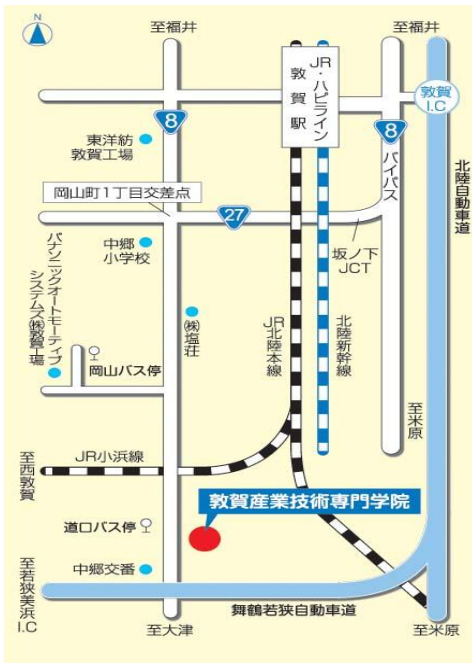 N
至福井
至福井
JR・ハピライン
敦賀駅
敦賀
I.C
8
8
バイパス
北陸自動車道
東洋紡
敦賀工場
岡山町1丁目交差点
27
中郷
小学校
坂ノ下
JCT
パナソニックオートモーティブ
システムズ㈱敦賀工場
㈱塩荘
JR北陸本線
北陸新幹線
岡山バス停
至米原
JR小浜線
至西敦賀
敦賀産業技術専門学院
道口バス停
中郷交番
至若狭美浜I.C
舞鶴若狭自動車道
至大津
至米原